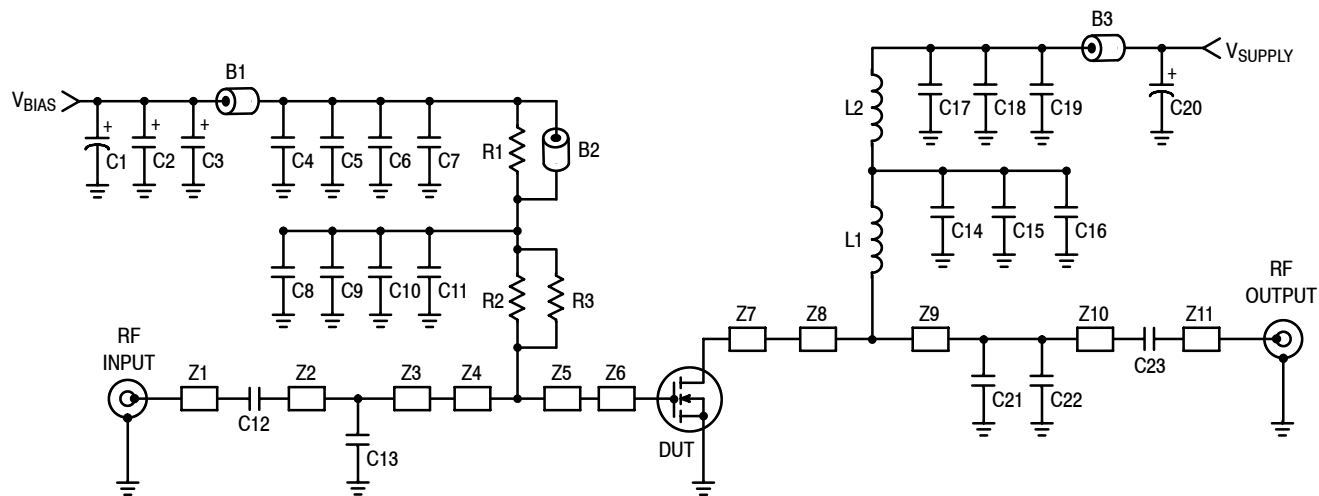 B3
V_SUPPLY
B1
V_BIAS
+
+
+
+
C1
C2
C3
C4
C5
C6
C7
R1
B2
L2
C17
C18
C19
C20
C8
C9
C10
C11
R2
R3
L1
C14
C15
C16
RF
INPUT
Z1
C12
Z2
C13
Z3
Z4
Z5
Z6
DUT
Z7
Z8
Z9
C21
C22
Z10
C23
Z11
RF
OUTPUT